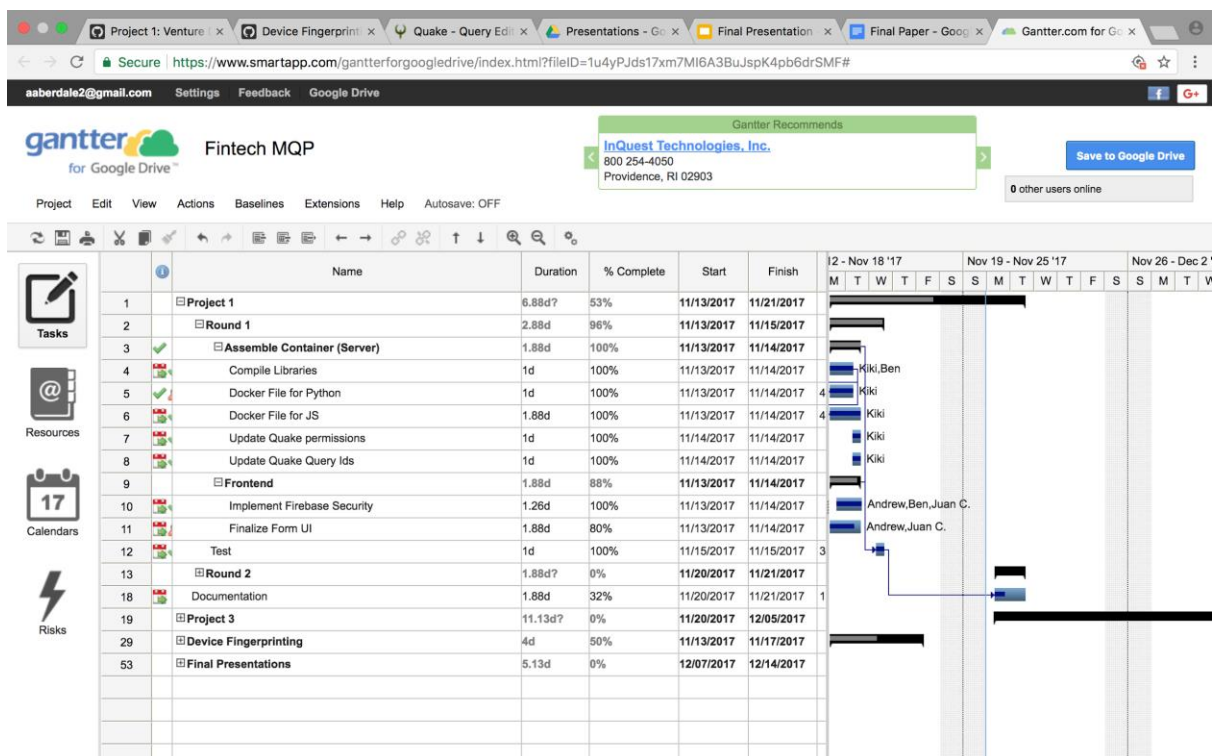 Project 1: Venture
Device Fingerprinti
Quake - Query Edit
Presentations - Go
Final Presentation
Final Paper - Goog
Gantter.com for Go
Secure https://www.smartapp.com/gantterforgoogledrive/index.html?fileID=1u4yPJds17xm7MI6A3BuJspK4pb6drSMF#
aaberdale2@gmail.com Settings Feedback Google Drive
f G+
gantter
for Google Drive™
Fintech MQP
Gantter Recommends
InQuest Technologies, Inc.
800 254-4050
Providence, RI 02903
Save to Google Drive
0 other users online
Project Edit View Actions Baselines Extensions Help Autosave: OFF
Tasks
Resources
17
Calendars
Risks
Name Duration % Complete Start Finish
12 - Nov 18 '17 Nov 19 - Nov 25 '17 Nov 26 - Dec 2 '
M T W T F S S M T W T F S S M T W
1 Project 1 6.88d? 53% 11/13/2017 11/21/2017
2 Round 1 2.88d 96% 11/13/2017 11/15/2017
3 Assemble Container (Server) 1.88d 100% 11/13/2017 11/14/2017
4 Compile Libraries 1d 100% 11/13/2017 11/14/2017 Kiki,Ben
5 Docker File for Python 1d 100% 11/13/2017 11/14/2017 4 Kiki
6 Docker File for JS 1.88d 100% 11/13/2017 11/14/2017 4 Kiki
7 Update Quake permissions 1d 100% 11/14/2017 11/14/2017 Kiki
8 Update Quake Query Ids 1d 100% 11/14/2017 11/14/2017 Kiki
9 Frontend 1.88d 88% 11/13/2017 11/14/2017
10 Implement Firebase Security 1.26d 100% 11/13/2017 11/14/2017 Andrew,Ben,Juan C.
11 Finalize Form UI 1.88d 80% 11/13/2017 11/14/2017 Andrew,Juan C.
12 Test 1d 100% 11/15/2017 11/15/2017 3
13 Round 2 1.88d? 0% 11/20/2017 11/21/2017
18 Documentation 1.88d 32% 11/20/2017 11/21/2017 1
19 Project 3 11.13d? 0% 11/20/2017 12/05/2017
29 Device Fingerprinting 4d 50% 11/13/2017 11/17/2017
53 Final Presentations 5.13d 0% 12/07/2017 12/14/2017